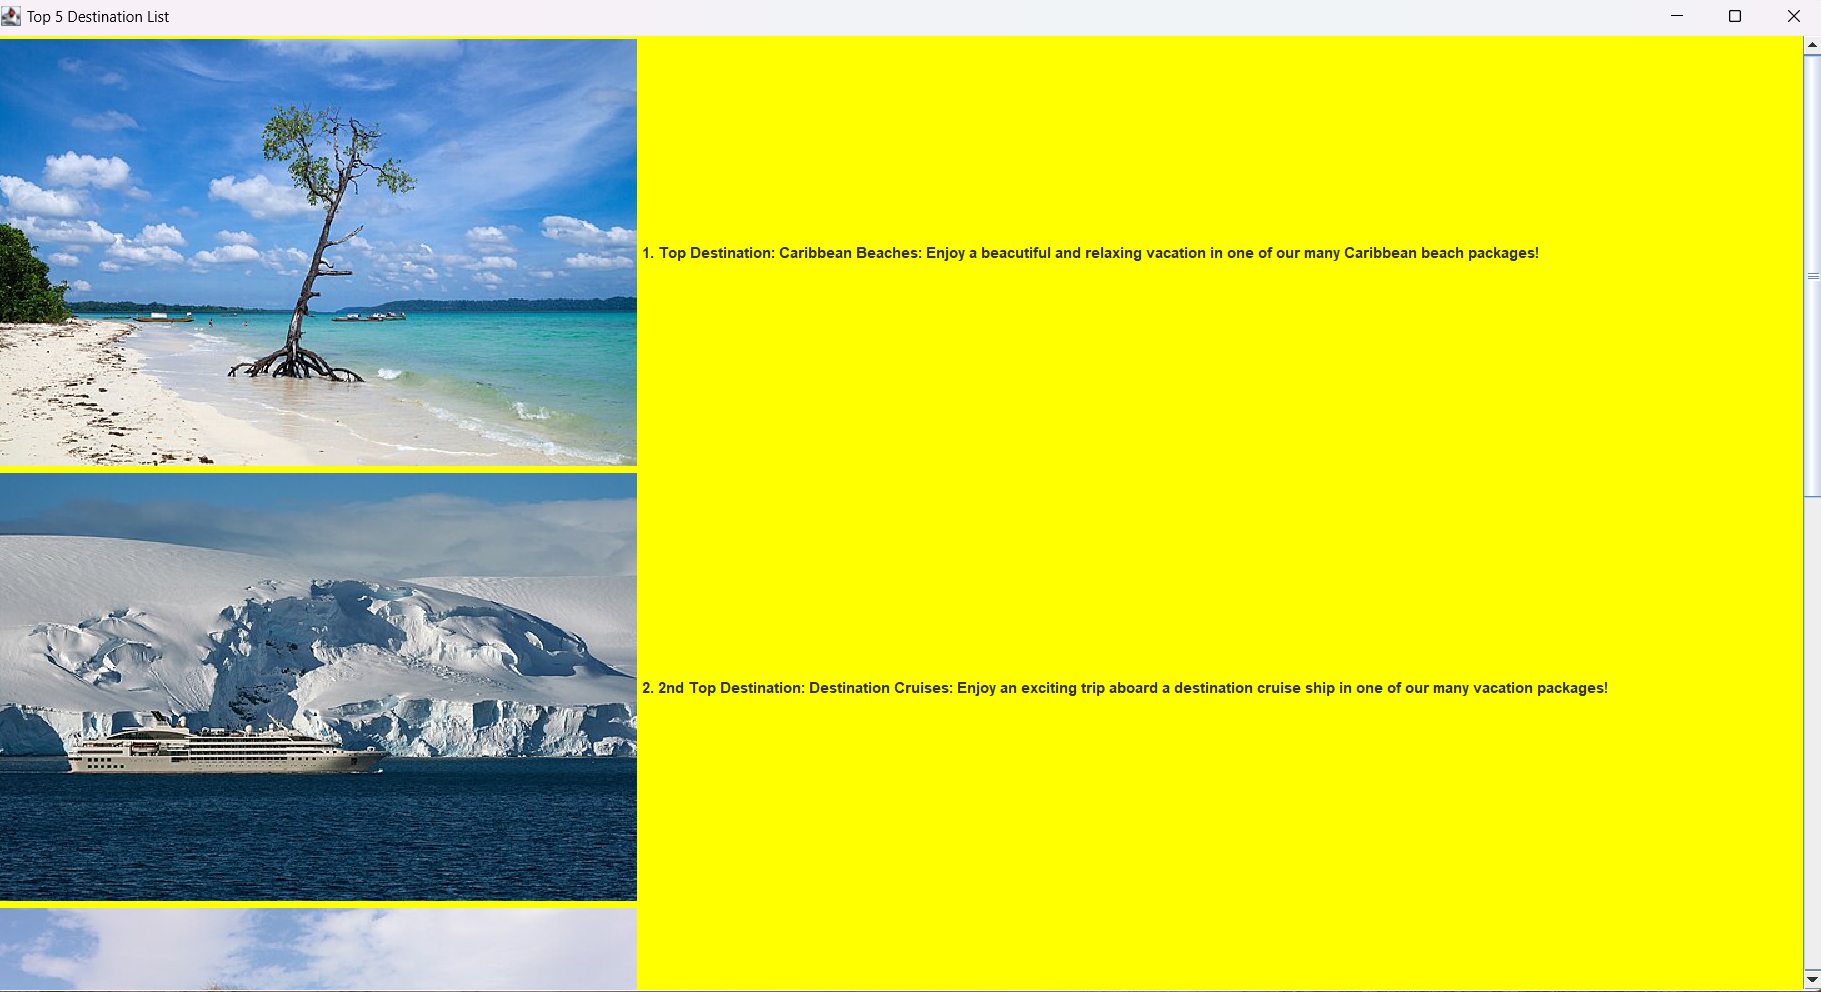 Top 5 Destination List
1. Top Destination: Caribbean Beaches: Enjoy a beacutiful and relaxing vacation in one of our many Caribbean beach packages!
2. 2nd Top Destination: Destination Cruises: Enjoy an exciting trip aboard a destination cruise ship in one of our many vacation packages!